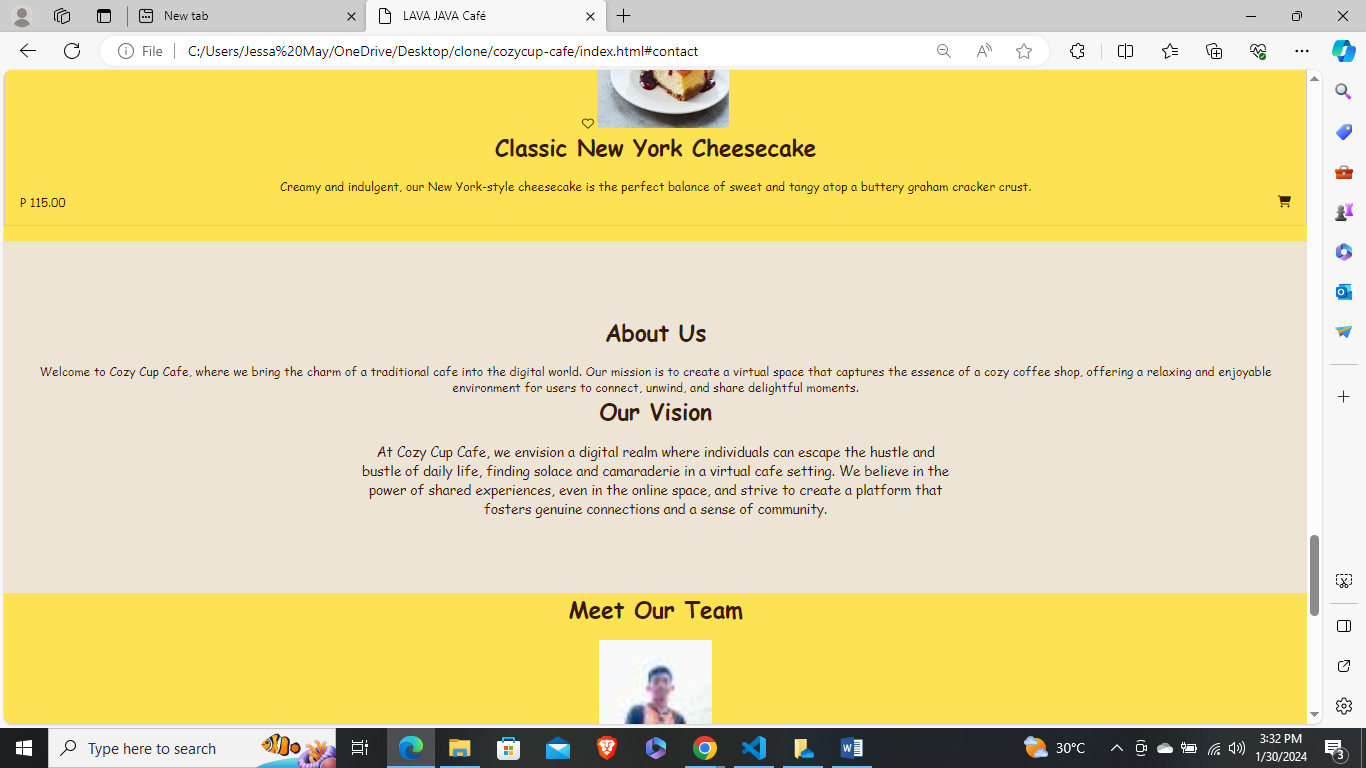 New tab
LAVA JAVA Café
File
C:/Users/Jessa%20May/OneDrive/Desktop/clone/cozycup-cafe/index.html#contact
Classic New York Cheesecake
Creamy and indulgent, our New York-style cheesecake is the perfect balance of sweet and tangy atop a buttery graham cracker crust.
P 115.00
About Us
Welcome to Cozy Cup Cafe, where we bring the charm of a traditional cafe into the digital world. Our mission is to create a virtual space that captures the essence of a cozy coffee shop, offering a relaxing and enjoyable
environment for users to connect, unwind, and share delightful moments.
Our Vision
At Cozy Cup Cafe, we envision a digital realm where individuals can escape the hustle and
bustle of daily life, finding solace and camaraderie in a virtual cafe setting. We believe in the
power of shared experiences, even in the online space, and strive to create a platform that
fosters genuine connections and a sense of community.
Meet Our Team
Type here to search
30°C
3:32 PM
1/30/2024
3